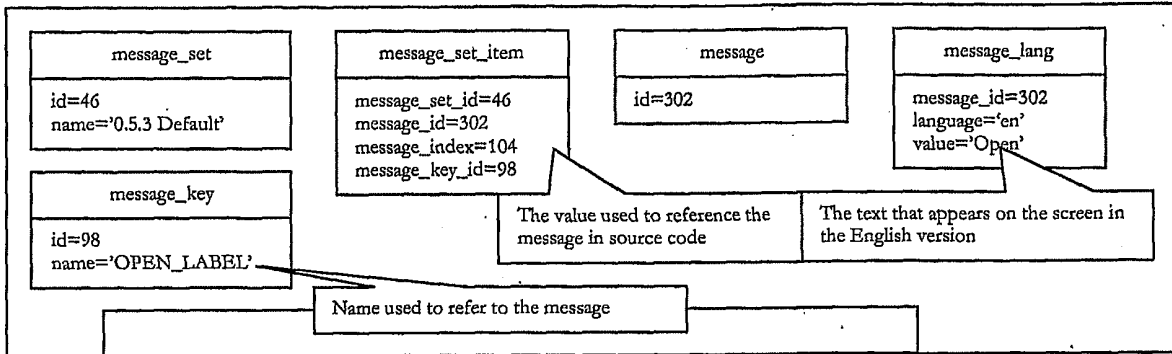 message_set
id=46
name='0.5.3 Default'
message_set_item
message_set_id=46
message_id=302
message_index=104
message_key_id=98
message
id=302
message_lang
message_id=302
language='en'
value='Open'
message_key
id=98
name='OPEN_LABEL'
The value used to reference the
message in source code
The text that appears on the screen in
the English version
Name used to refer to the message